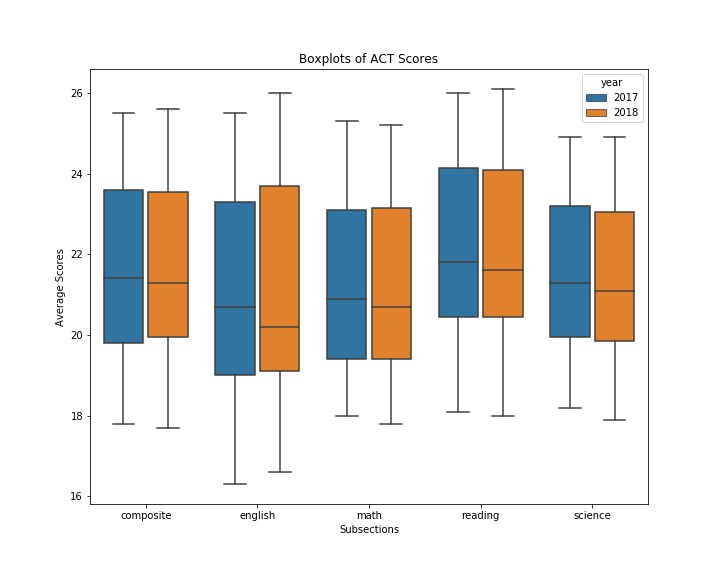 Boxplots of ACT Scores
year
2017
2018
Average Scores
26
24
22
20
18
16
composite english math reading science
Subsections